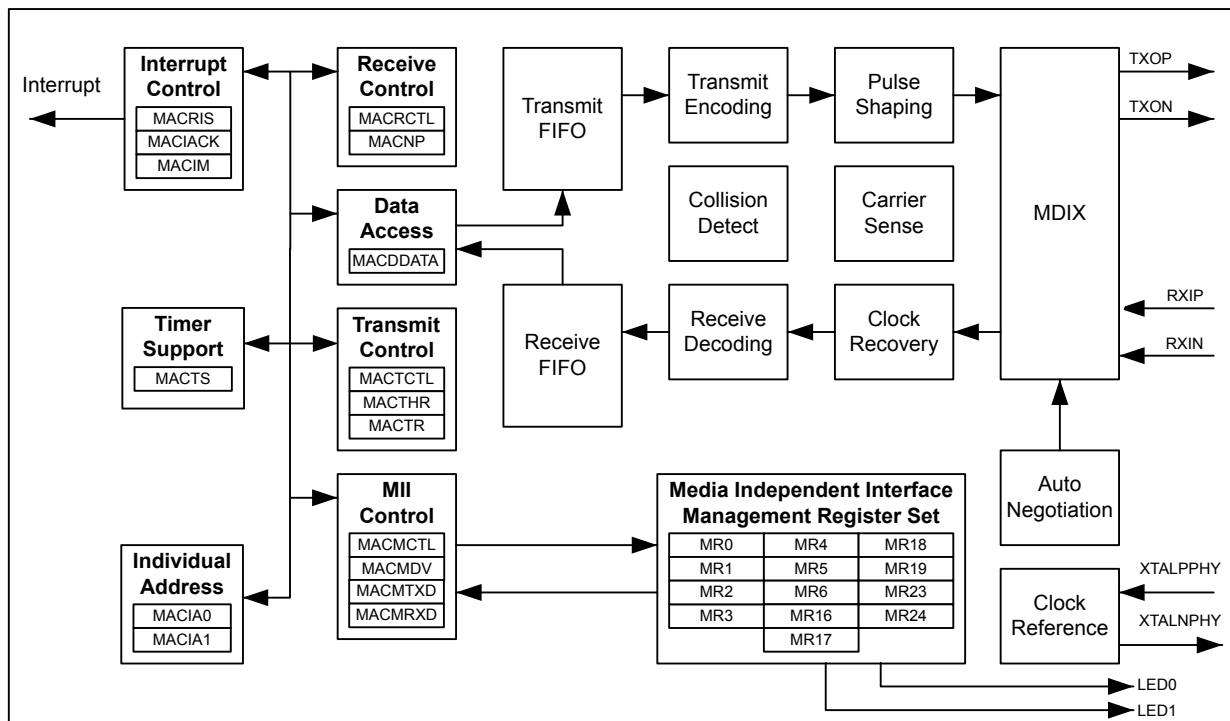 Interrupt
Interrupt
Control
MACRIS
MACIACK
MACIM
Receive
Control
MACRCTL
MACNP
Data
Access
MACDDATA
Timer
Support
MACTS
Transmit
Control
MACTCTL
MACTHR
MACTR
Individual
Address
MACIA0
MACIA1
MII
Control
MACMCTL
MACMDV
MACMTXD
MACMRXD
Transmit
FIFO
Transmit
Encoding
Pulse
Shaping
Collision
Detect
Carrier
Sense
Receive
FIFO
Receive
Decoding
Clock
Recovery
MDIX
TXOP
TXON
RXIP
RXIN
Auto
Negotiation
Media Independent Interface
Management Register Set
MR0 MR4 MR18
MR1 MR5 MR19
MR2 MR6 MR23
MR3 MR16 MR24
MR17
Clock
Reference
XTALPPHY
XTALNPHY
LED0
LED1